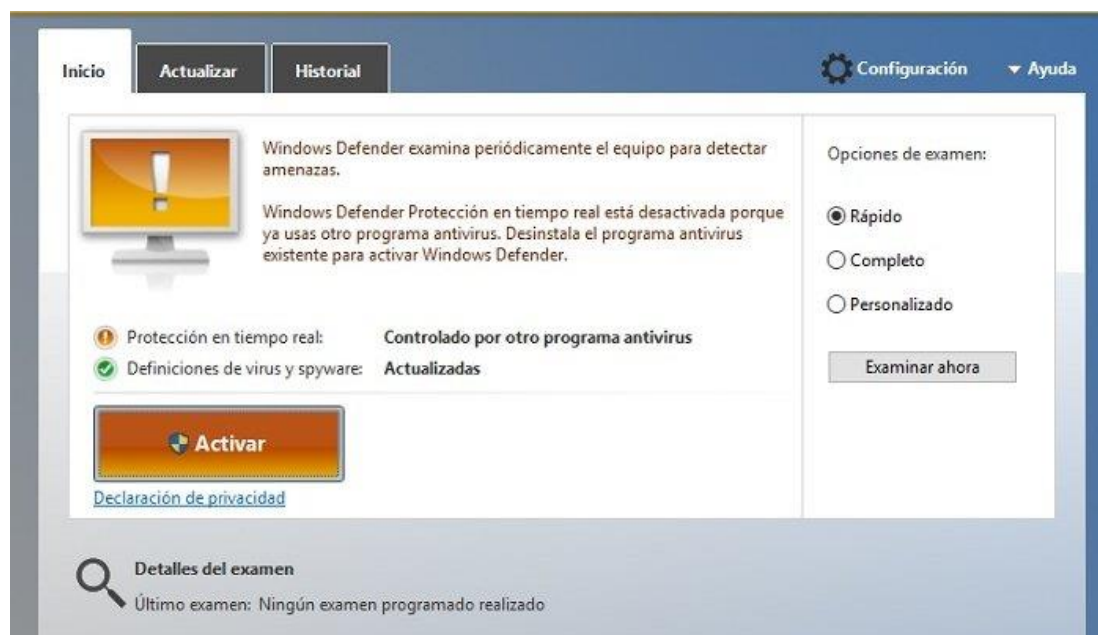 Inicio
Actualizar
Historial
Configuración
Ayuda
Windows Defender examina periódicamente el equipo para detectar
amenazas.
Windows Defender Protección en tiempo real está desactivada porque
ya usas otro programa antivirus. Desinstala el programa antivirus
existente para activar Windows Defender.
Protección en tiempo real: Controlado por otro programa antivirus
Definiciones de virus y spyware: Actualizadas
Activar
Declaración de privacidad
Opciones de examen:
Rápido
Completo
Personalizado
Examinar ahora
Detalles del examen
Último examen: Ningún examen programado realizado